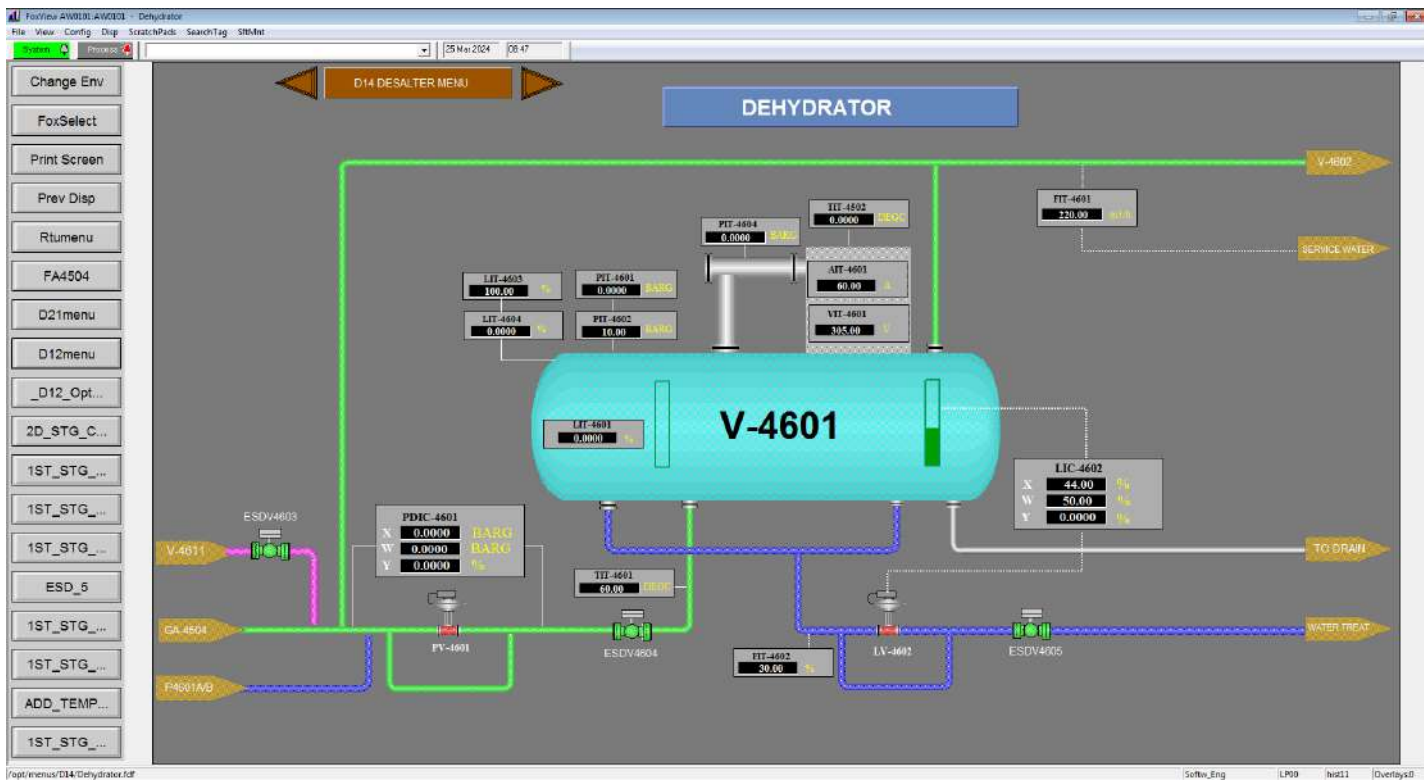 FoxView AW0101:AW0101 - Dehydrator
File View Config Disp ScratchPads SearchTag SftMnt
System Process 25 Mar 2024 08:47
Change Env
FoxSelect
Print Screen
Prev Disp
Rtumenu
FA4504
D21menu
D12menu
_D12_Opt...
2D_STG_C...
1ST_STG_...
1ST_STG_...
1ST_STG_...
ESD_5
1ST_STG_...
1ST_STG_...
ADD_TEMP...
1ST_STG_...
D14 DESALTER MENU
DEHYDRATOR
V-4602
FIT-4601
220.00 m3/h
SERVICE WATER
TIT-4502
0.0000 DEGC
PIT-4604
0.0000 BARG
AIT-4601
60.00 A
VIT-4601
305.00 V
LIT-4603
100.00 %
PIT-4601
0.0000 BARG
LIT-4604
0.0000 %
PIT-4602
10.00 BARG
V-4601
LIT-4601
0.0000 %
LIC-4602
X 44.00 %
W 50.00 %
Y 0.0000 %
PDIC-4601
X 0.0000 BARG
W 0.0000 BARG
Y 0.0000 %
ESDV4603
V-4611
TO DRAIN
TIT-4601
60.00 DEGC
GA-4504
PV-4601
ESDV4604
LV-4602
ESDV4605
WATER TREAT
FIT-4602
30.00 %
P4601A/B
/opt/menus/D14/Dehydrator.fdf
Softw_Eng LP00 hist11 Overlays:0